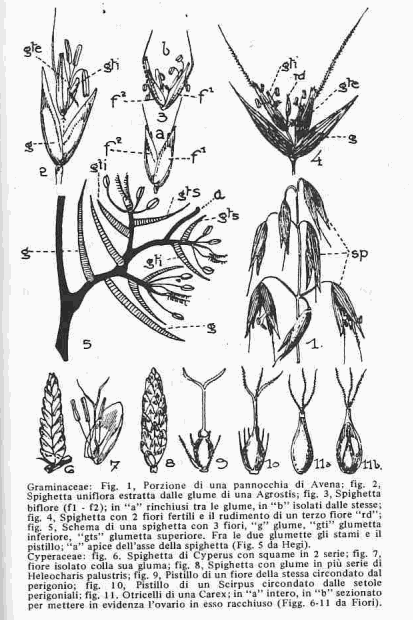 gte
gti
b
f²
f¹
3
a
f²
f¹
g
2
gti
rd
gte
g
4
gti
gts
a
gts
g
gti
g
5
sp
1.
6
7
8
9
10
11a
11b.
Graminaceae: Fig. 1, Porzione di una pannocchia di Avena; fig. 2,
Spighetta uniflora estratta dalle glume di una Agrostis; fig. 3, Spighetta
biflore (f1 - f2); in "a" rinchiusi tra le glume, in "b" isolati dalle stesse;
fig. 4, Spighetta con 2 fiori fertili e il rudimento di un terzo fiore "rd";
fig. 5, Schema di una spighetta con 3 fiori, "g" glume, "gti" glumetta
inferiore, "gts" glumetta superiore. Fra le due glumette gli stami e il
pistillo; "a" apice dell'asse della spighetta (Fig. 5 da Hegi).
Cyperaceae: fig. 6. Spighetta di Cyperus con squame in 2 serie; fig. 7,
fiore isolato colla sua gluma; fig. 8, Spighetta con glume in più serie di
Heleocharis palustris; fig. 9, Pistillo di un fiore della stessa circondato dal
perigonio; fig. 10, Pistillo di un Scirpus circondato dalle setole
perigoniali; fig. 11. Otricelli di una Carex; in "a" intero, in "b" sezionato
per mettere in evidenza l'ovario in esso racchiuso (Figg. 6-11 da Fiori).